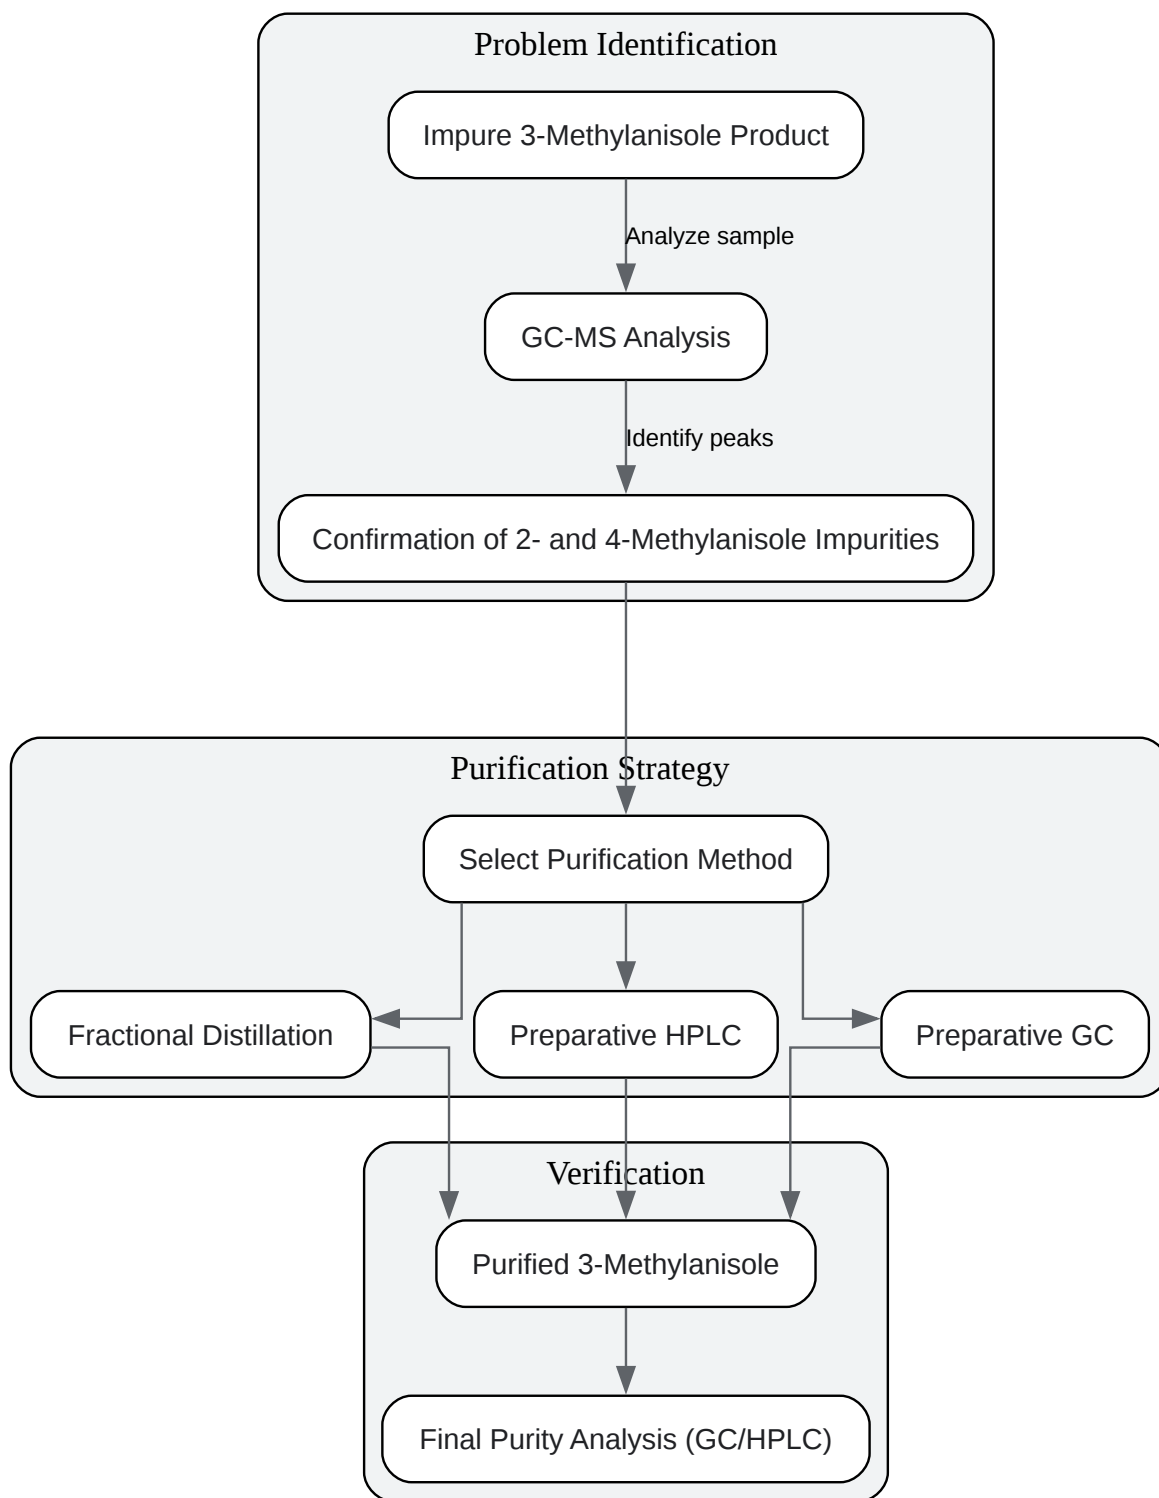 Problem Identification
Impure 3-Methylanisole Product
Analyze sample
GC-MS Analysis
Identify peaks
Confirmation of 2- and 4-Methylanisole Impurities
Purification Strategy
Select Purification Method
Fractional Distillation
Preparative HPLC
Preparative GC
Verification
Purified 3-Methylanisole
Final Purity Analysis (GC/HPLC)